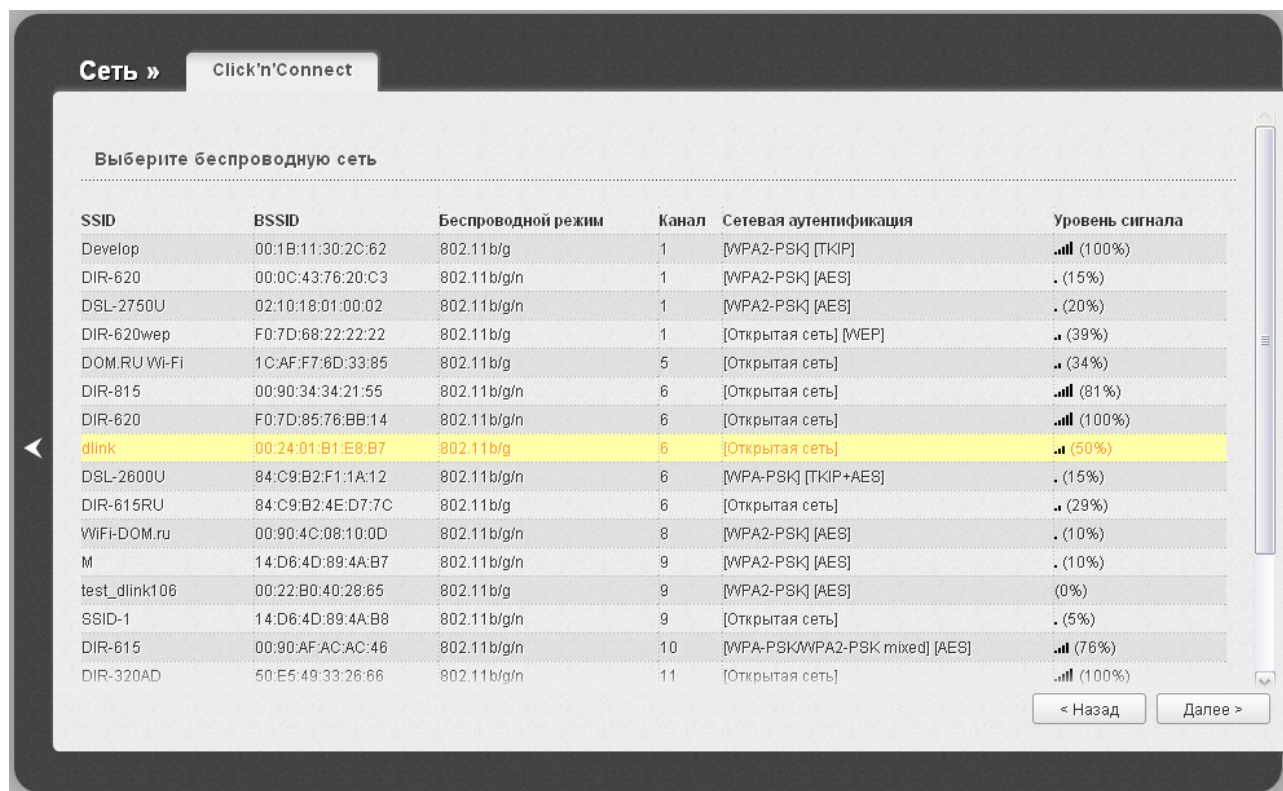 Сеть » Click'n'Connect
Выберите беспроводную сеть
SSID BSSID Беспроводной режим Канал Сетевая аутентификация Уровень сигнала
Develop 00:1B:11:30:2C:62 802.11b/g 1 [WPA2-PSK] [TKIP] (100%)
DIR-620 00:0C:43:76:20:C3 802.11b/g/n 1 [WPA2-PSK] [AES] (15%)
DSL-2750U 02:10:18:01:00:02 802.11b/g/n 1 [WPA2-PSK] [AES] (20%)
DIR-620wep F0:7D:68:22:22:22 802.11b/g 1 [Открытая сеть] [WEP] (39%)
DOM.RU Wi-Fi 1C:AF:F7:6D:33:85 802.11b/g 5 [Открытая сеть] (34%)
DIR-815 00:90:34:34:21:55 802.11b/g/n 6 [Открытая сеть] (81%)
DIR-620 F0:7D:85:76:BB:14 802.11b/g/n 6 [Открытая сеть] (100%)
dlink 00:24:01:B1:E8:B7 802.11b/g 6 [Открытая сеть] (50%)
DSL-2600U 84:C9:B2:F1:1A:12 802.11b/g/n 6 [WPA-PSK] [TKIP+AES] (15%)
DIR-615RU 84:C9:B2:4E:D7:7C 802.11b/g 6 [Открытая сеть] (29%)
WiFi-DOM.ru 00:90:4C:08:10:0D 802.11b/g/n 8 [WPA2-PSK] [AES] (10%)
M 14:D6:4D:89:4A:B7 802.11b/g/n 9 [WPA2-PSK] [AES] (10%)
test_dlink106 00:22:B0:40:28:65 802.11b/g 9 [WPA2-PSK] [AES] (0%)
SSID-1 14:D6:4D:89:4A:B8 802.11b/g/n 9 [Открытая сеть] (5%)
DIR-615 00:90:AF:AC:AC:46 802.11b/g/n 10 [WPA-PSK/WPA2-PSK mixed] [AES] (76%)
DIR-320AD 50:E5:49:33:26:66 802.11b/g/n 11 [Открытая сеть] (100%)
< Назад Далее >